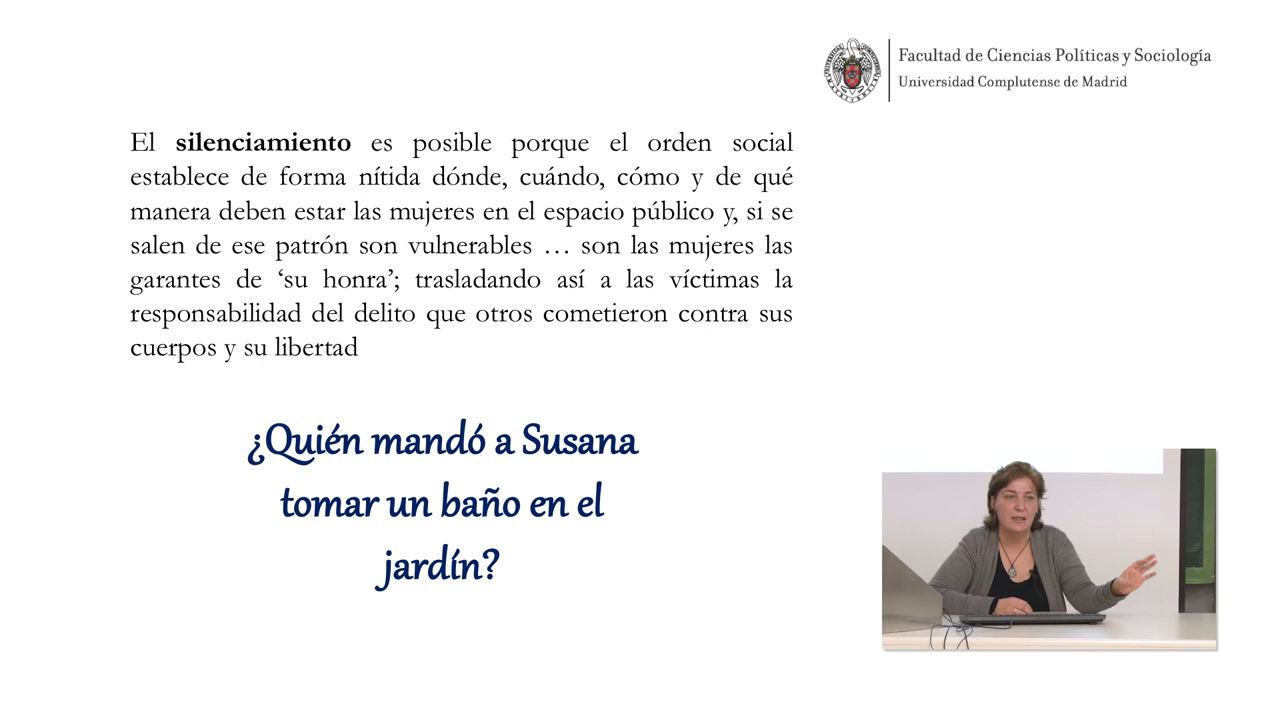 Facultad de Ciencias Políticas y Sociología
Universidad Complutense de Madrid
El silenciamiento es posible porque el orden social
establece de forma nítida dónde, cuándo, cómo y de qué
manera deben estar las mujeres en el espacio público y, si se
salen de ese patrón son vulnerables … son las mujeres las
garantes de ‘su honra’; trasladando así a las víctimas la
responsabilidad del delito que otros cometieron contra sus
cuerpos y su libertad
¿Quién mandó a Susana
tomar un baño en el
jardín?